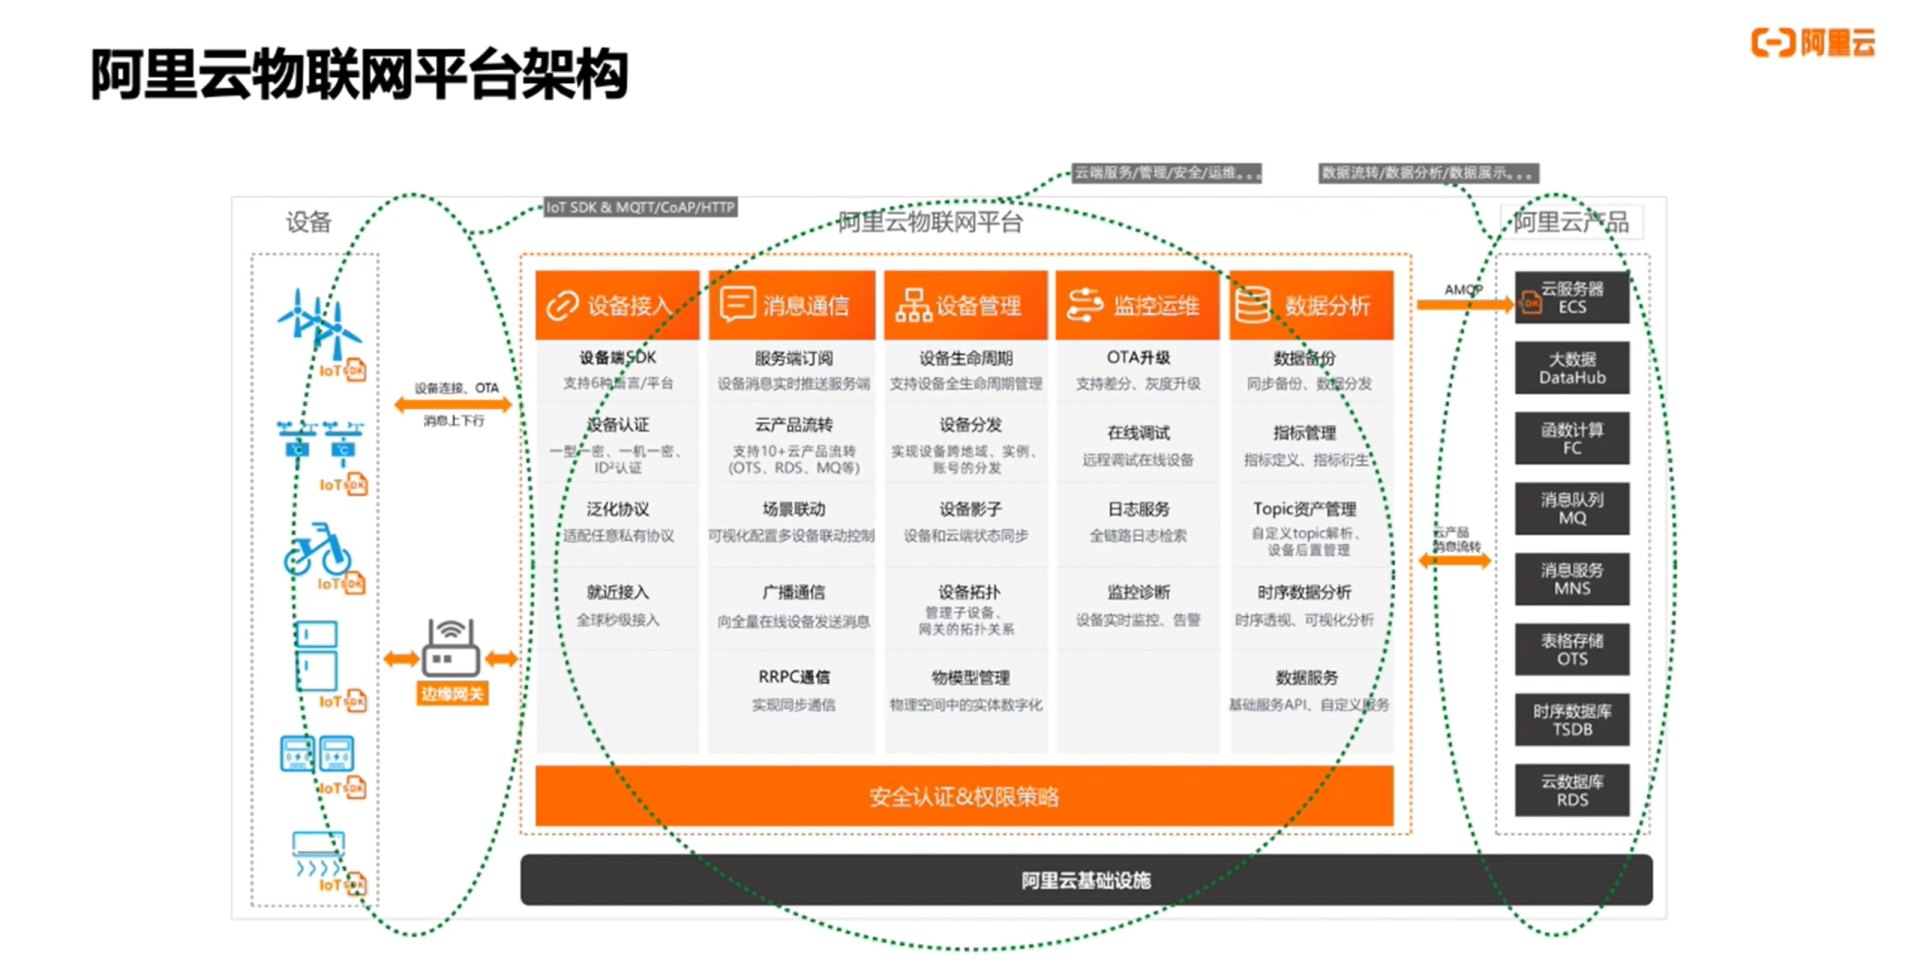 阿里云物联网平台架构
阿里云
云端服务/管理/安全/运维。。。
数据流转/数据分析/数据展示。。。
IoT SDK & MQTT/CoAP/HTTP
设备
阿里云物联网平台
阿里云产品
IoT SDK
IoT SDK
IoT SDK
IoT SDK
IoT SDK
IoT SDK
设备连接、OTA
消息上下行
边缘网关
设备接入
设备端SDK
支持6种语言/平台
设备认证
一型一密、一机一密、
ID²认证
泛化协议
适配任意私有协议
就近接入
全球秒级接入
消息通信
服务端订阅
设备消息实时推送服务端
云产品流转
支持10+云产品流转
(OTS、RDS、MQ等)
场景联动
可视化配置多设备联动控制
广播通信
向全量在线设备发送消息
RRPC通信
实现同步通信
设备管理
设备生命周期
支持设备全生命周期管理
设备分发
实现设备跨地域、实例、
账号的分发
设备影子
设备和云端状态同步
设备拓扑
管理子设备、
网关的拓扑关系
物模型管理
物理空间中的实体数字化
监控运维
OTA升级
支持差分、灰度升级
在线调试
远程调试在线设备
日志服务
全链路日志检索
监控诊断
设备实时监控、告警
数据分析
数据备份
同步备份、数据分发
指标管理
指标定义、指标衍生
Topic资产管理
自定义topic解析、
设备后置管理
时序数据分析
时序透视、可视化分析
数据服务
基础服务API、自定义服务
安全认证&权限策略
阿里云基础设施
AMQP
云产品
消息流转
SDK
云服务器
ECS
大数据
DataHub
函数计算
FC
消息队列
MQ
消息服务
MNS
表格存储
OTS
时序数据库
TSDB
云数据库
RDS